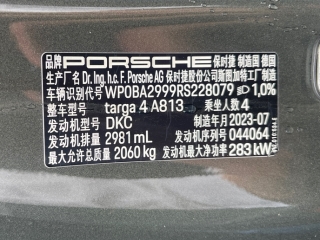 品牌 PORSCHE 保时捷 制造国 德国
生产厂名 Dr. Ing. h.c. F. Porsche AG 保时捷股份公司斯图加特工厂制造
车辆识别代号 WP0BA2999RS228079 1,0%
整车型号 targa 4 A813 乘坐人数 4
发动机型号 DKC 制造年月 2023-07
发动机排量 2981 mL 发动机序号 044064
最大允许总质量 2060 kg 发动机最大净功率 283 kW